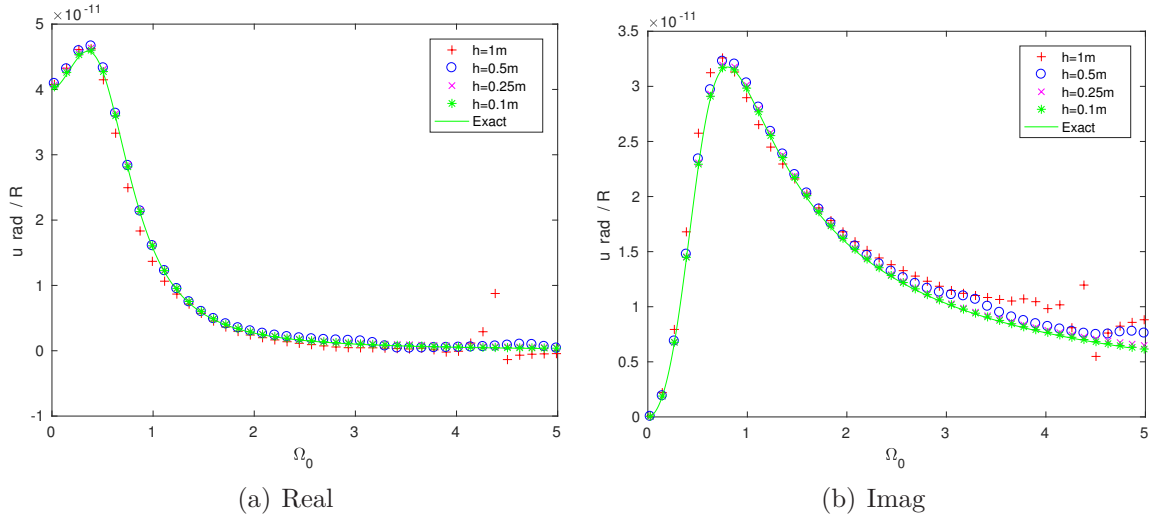 ×10⁻¹¹
5
4
3
2
1
0
-1
u rad / R
0 1 2 3 4 5
Ω₀
h=1m
h=0.5m
h=0.25m
h=0.1m
Exact
(a) Real
×10⁻¹¹
3.5
3
2.5
2
1.5
1
0.5
0
u rad / R
0 1 2 3 4 5
Ω₀
h=1m
h=0.5m
h=0.25m
h=0.1m
Exact
(b) Imag